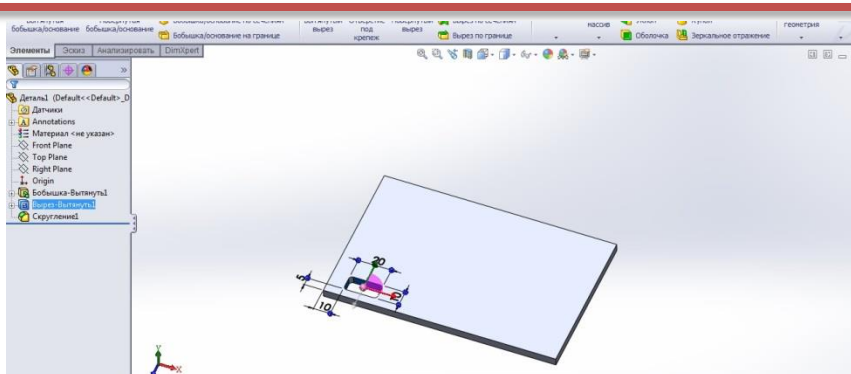 бобышка/основание бобышка/основание
Бобышка/основание на границе
вырез
под
крепеж
вырез
Вырез по границе
массив
Оболочка
Зеркальное отражение
геометрия
Элементы
Эскиз
Анализировать
DimXpert
Деталь1 (Default<<Default>_D
Датчики
Annotations
Материал <не указан>
Front Plane
Top Plane
Right Plane
Origin
Бобышка-Вытянуть1
Вырез-Вытянуть1
Скругление1
20
5
10
Y
X